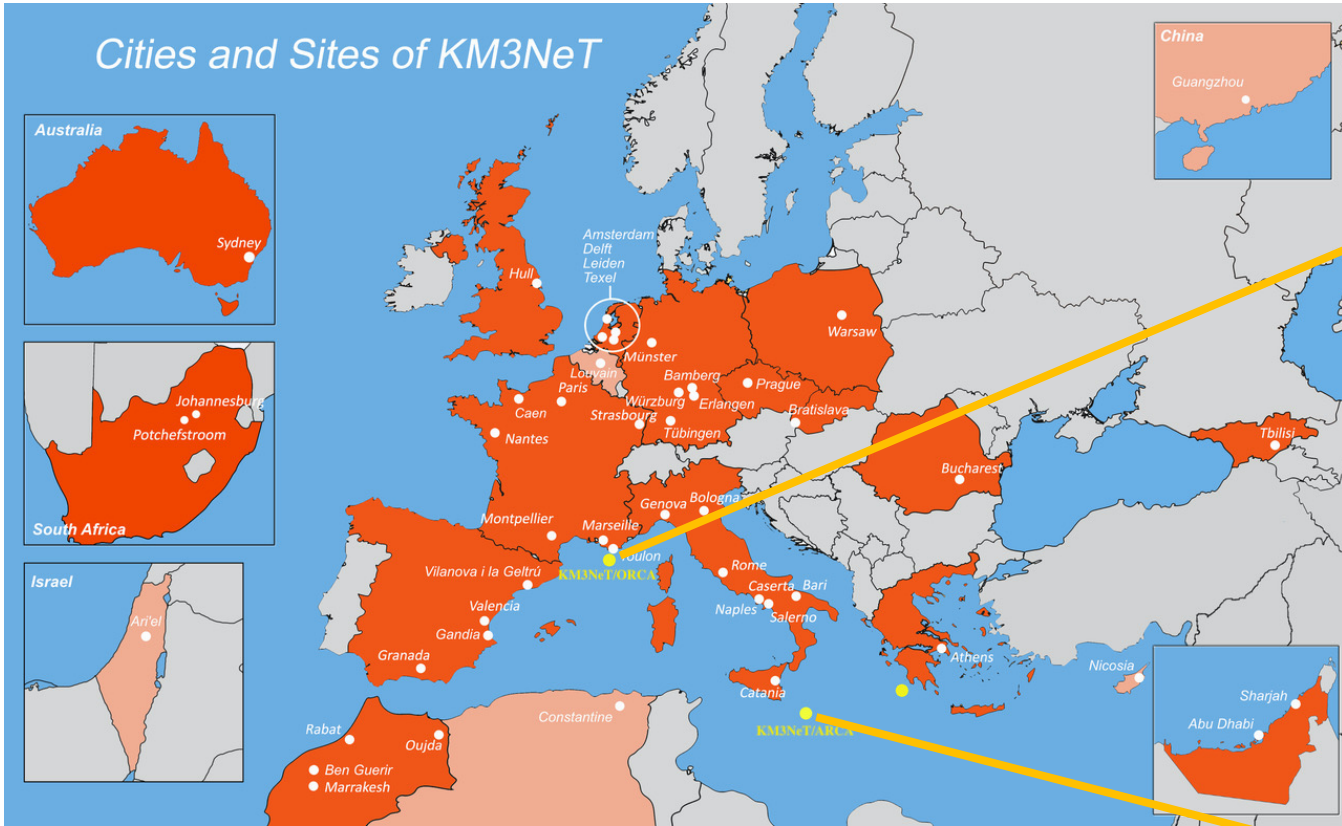 Cities and Sites of KM3NeT
China
Guangzhou
Australia
Sydney
Johannesburg
Potchefstroom
South Africa
Israel
Ari'el
Amsterdam
Delft
Leiden
Texel
Hull
Warsaw
Münster
Louvain
Paris
Bamberg
Prague
Würzburg
Erlangen
Caen
Strasbourg
Bratislava
Nantes
Tübingen
Tbilisi
Bucharest
Genova
Bologna
Montpellier
Marseille
Toulon
KM3NeT/ORCA
Vilanova i la Geltrú
Rome
Caserta
Bari
Naples
Salerno
Valencia
Gandia
Granada
Athens
Catania
Nicosia
Sharjah
Abu Dhabi
Constantine
KM3NeT/ARCA
Rabat
Oujda
Ben Guerir
Marrakesh